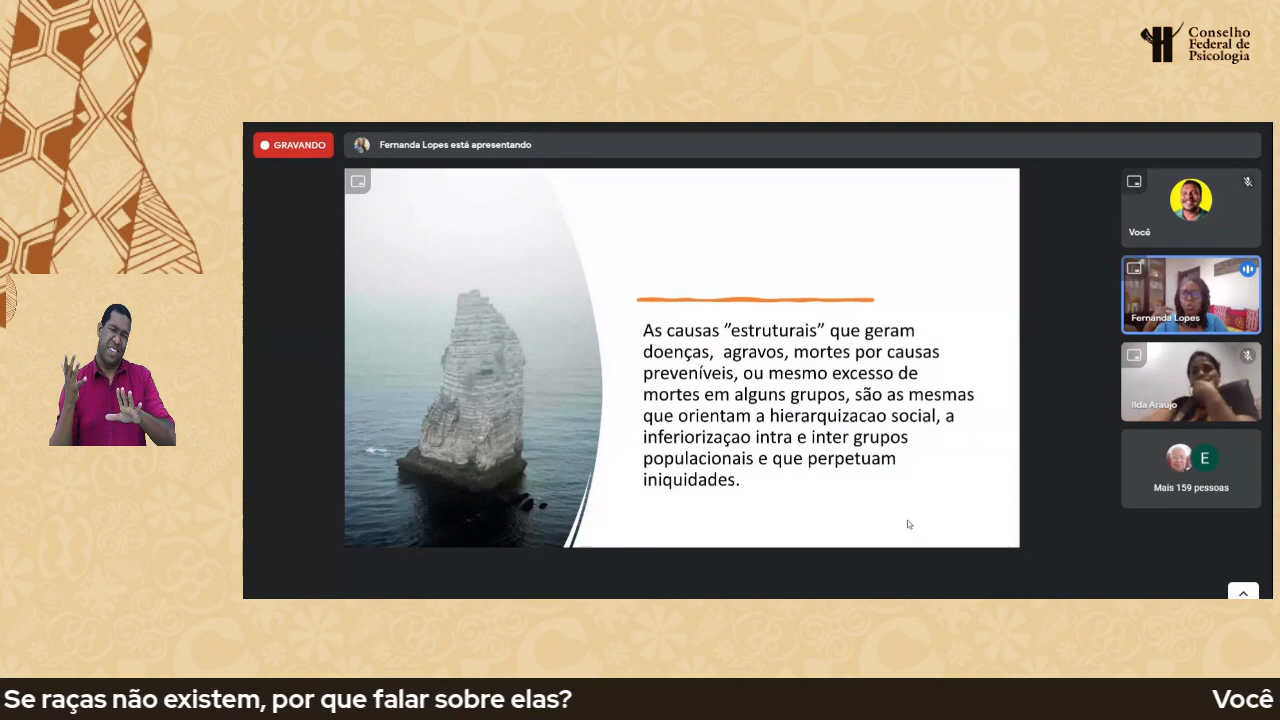 Conselho
Federal de
Psicologia
GRAVANDO
Fernanda Lopes está apresentando
As causas ”estruturais” que geram
doenças,  agravos, mortes por causas
preveníveis, ou mesmo excesso de
mortes em alguns grupos, são as mesmas
que orientam a hierarquizacao social, a
inferiorizaçao intra e inter grupos
populacionais e que perpetuam
iniquidades.
Você
Fernanda Lopes
Ilda Araujo
E
Mais 159 pessoas
Se raças não existem, por que falar sobre elas?
Você